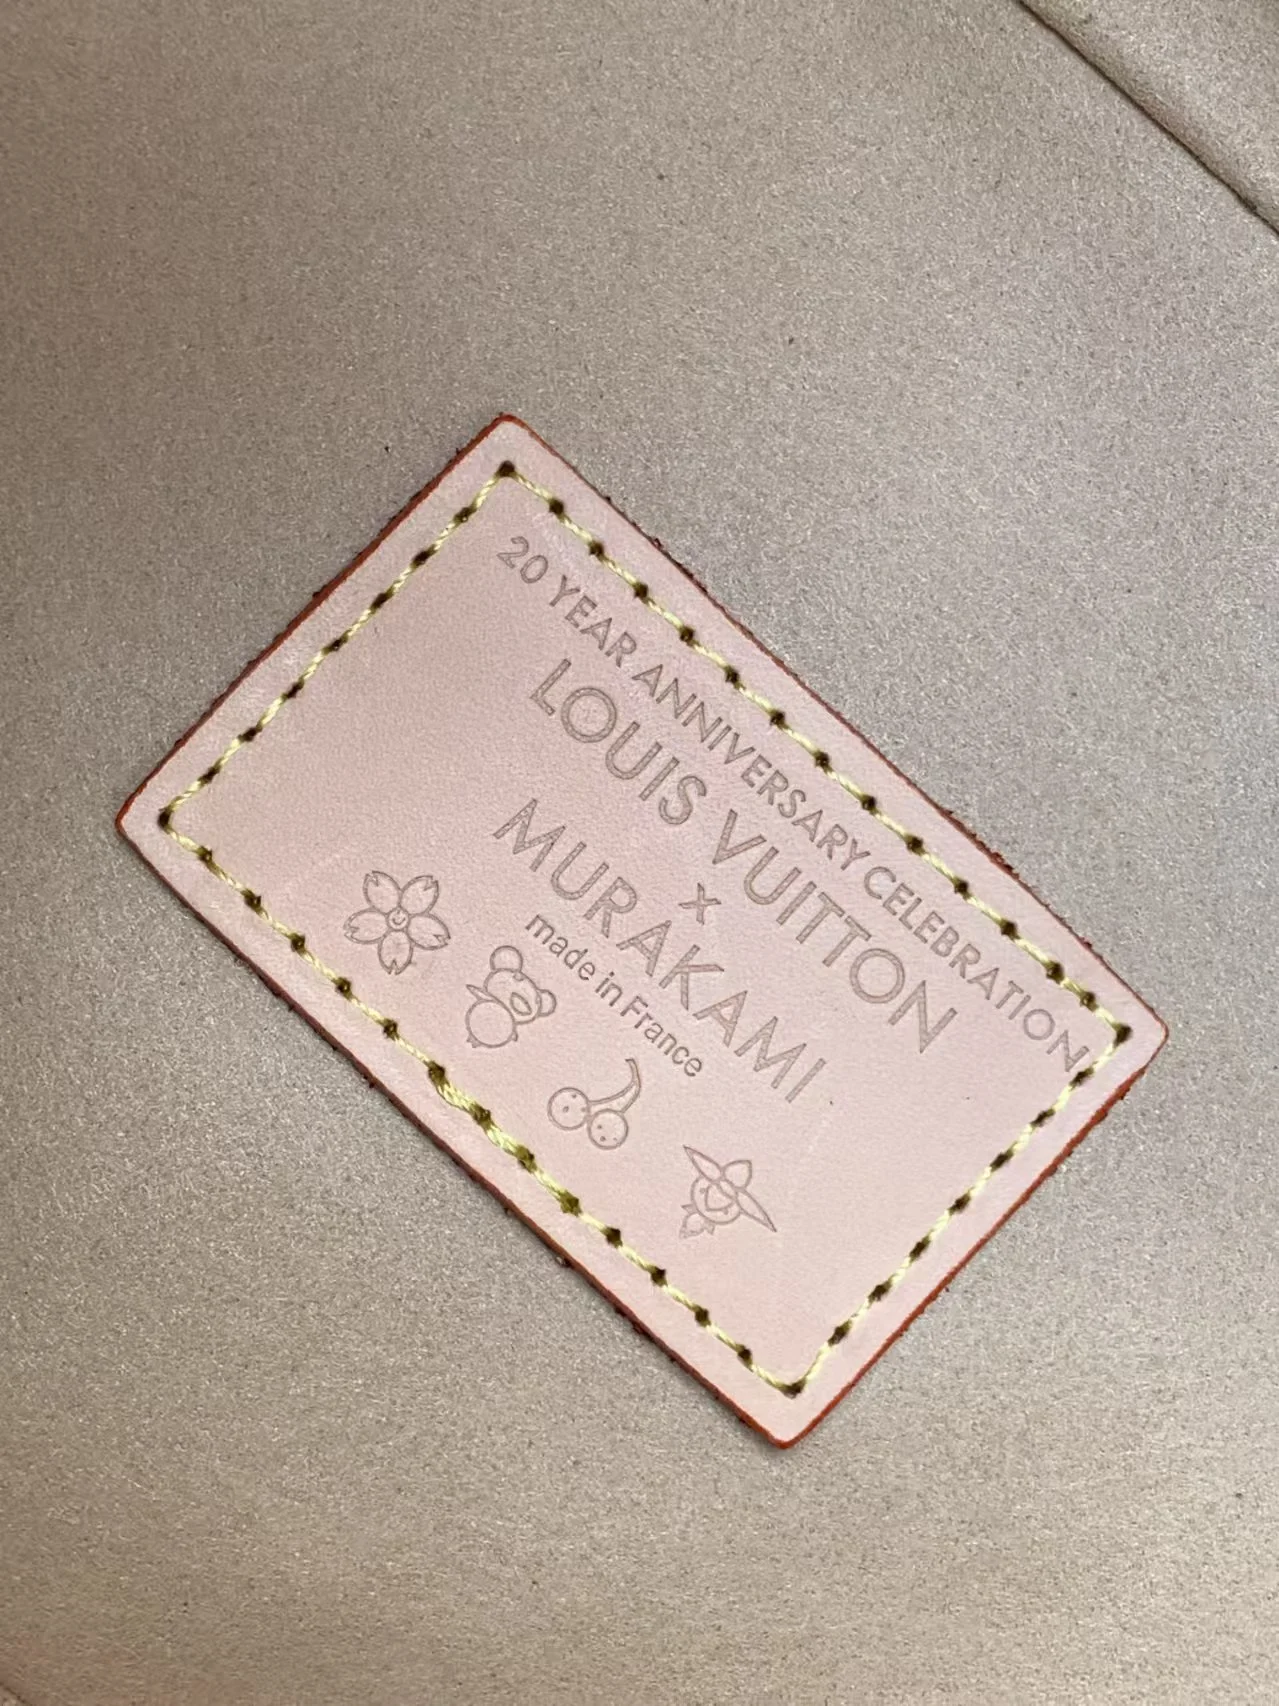 20 YEAR ANNIVERSARY CELEBRATION
LOUIS VUITTON
x
MURAKAMI
made in France